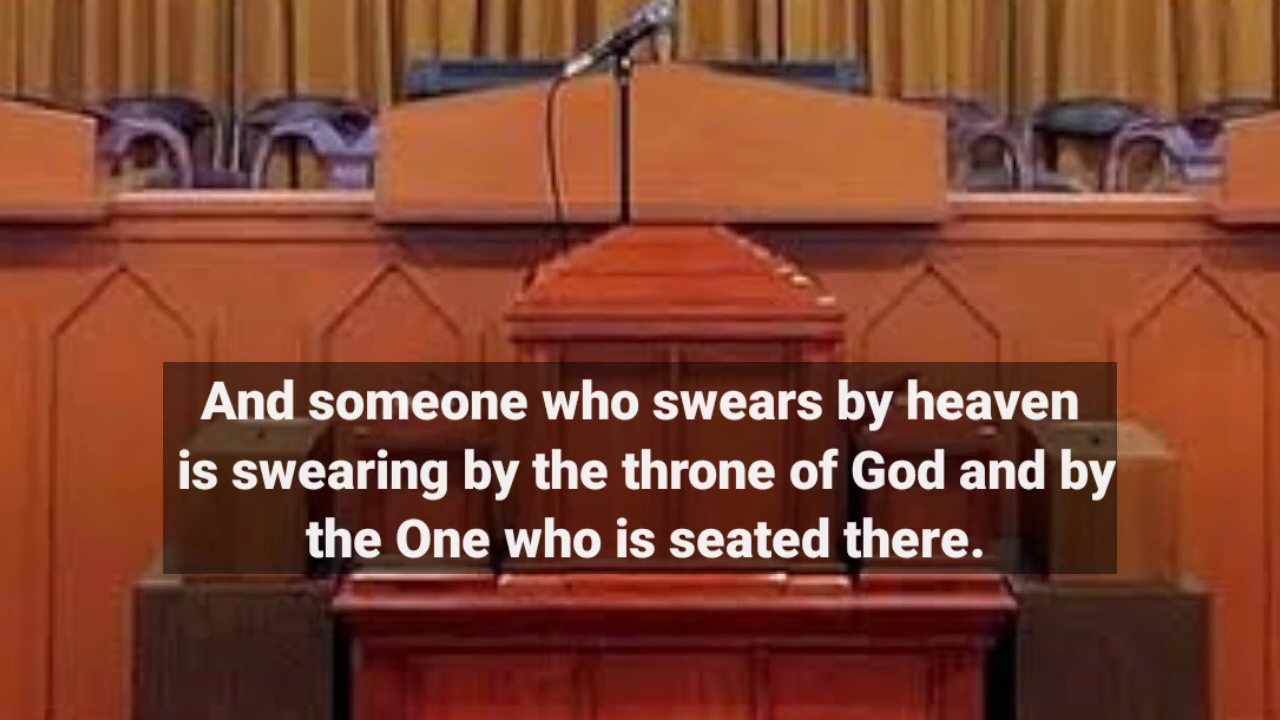 And someone who swears by heaven
is swearing by the throne of God and by
the One who is seated there.